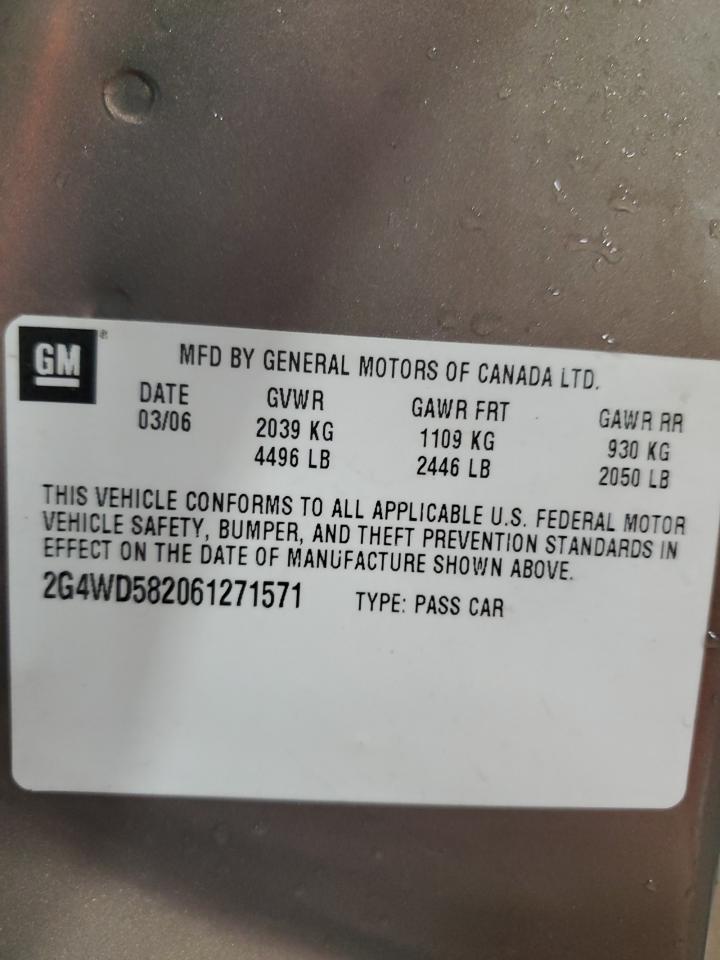 GM®
MFD BY GENERAL MOTORS OF CANADA LTD.
DATE GVWR GAWR FRT GAWR RR
03/06 2039 KG 1109 KG 930 KG
4496 LB 2446 LB 2050 LB
THIS VEHICLE CONFORMS TO ALL APPLICABLE U.S. FEDERAL MOTOR
VEHICLE SAFETY, BUMPER, AND THEFT PREVENTION STANDARDS IN
EFFECT ON THE DATE OF MANUFACTURE SHOWN ABOVE.
2G4WD582061271571 TYPE: PASS CAR